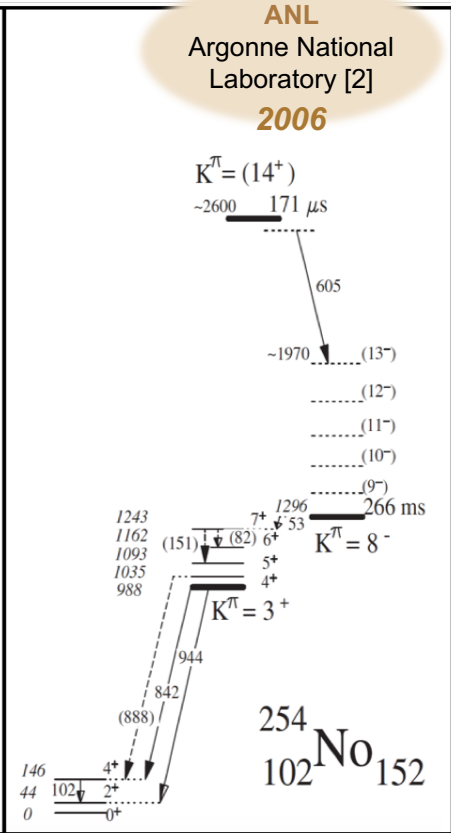 ANL
Argonne National
Laboratory [2]
2006
Kπ= (14+)
~2600 171 μs
605
~1970 (13-)
(12-)
(11-)
(10-)
(9-)
1296 266 ms
53 Kπ= 8-
1243 7+
1162 (151) (82) 6+
1093 5+
1035 4+
988 Kπ= 3+
944
842
(888)
254
102No152
146 4+
44 102 2+
0 0+